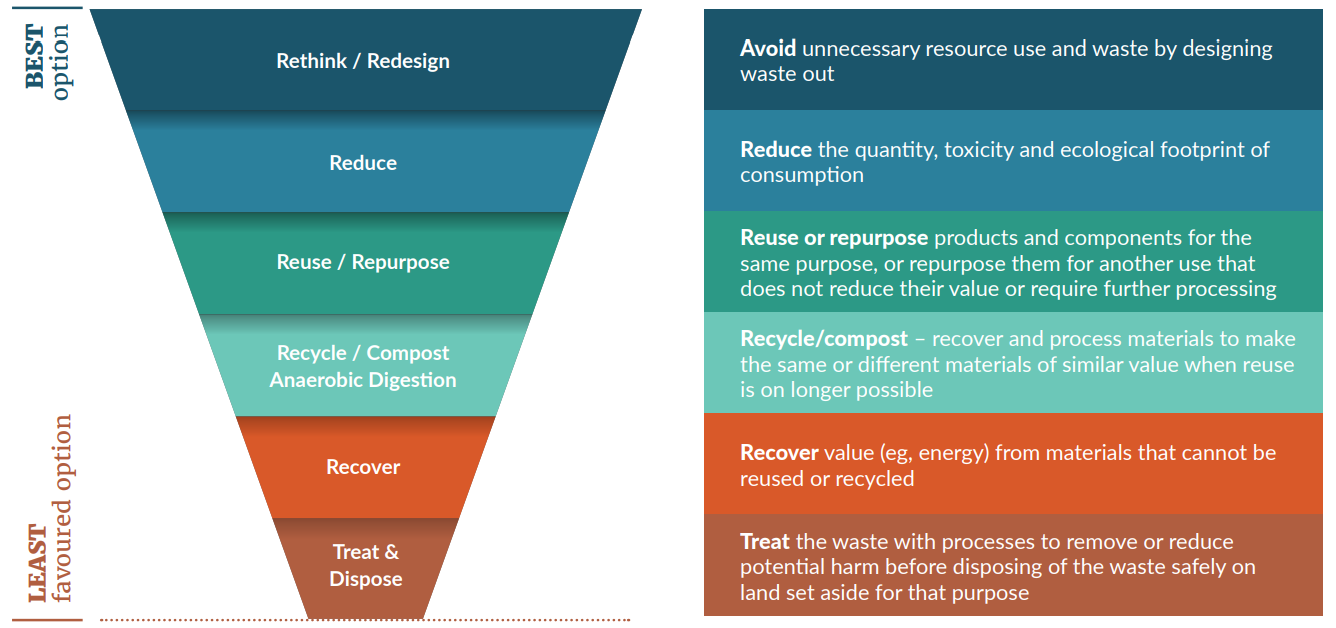 BEST
option
Rethink / Redesign
Reduce
Reuse / Repurpose
Recycle / Compost
Anaerobic Digestion
Recover
Treat &
Dispose
LEAST
favoured option
Avoid unnecessary resource use and waste by designing
waste out
Reduce the quantity, toxicity and ecological footprint of
consumption
Reuse or repurpose products and components for the
same purpose, or repurpose them for another use that
does not reduce their value or require further processing
Recycle/compost – recover and process materials to make
the same or different materials of similar value when reuse
is on longer possible
Recover value (eg, energy) from materials that cannot be
reused or recycled
Treat the waste with processes to remove or reduce
potential harm before disposing of the waste safely on
land set aside for that purpose